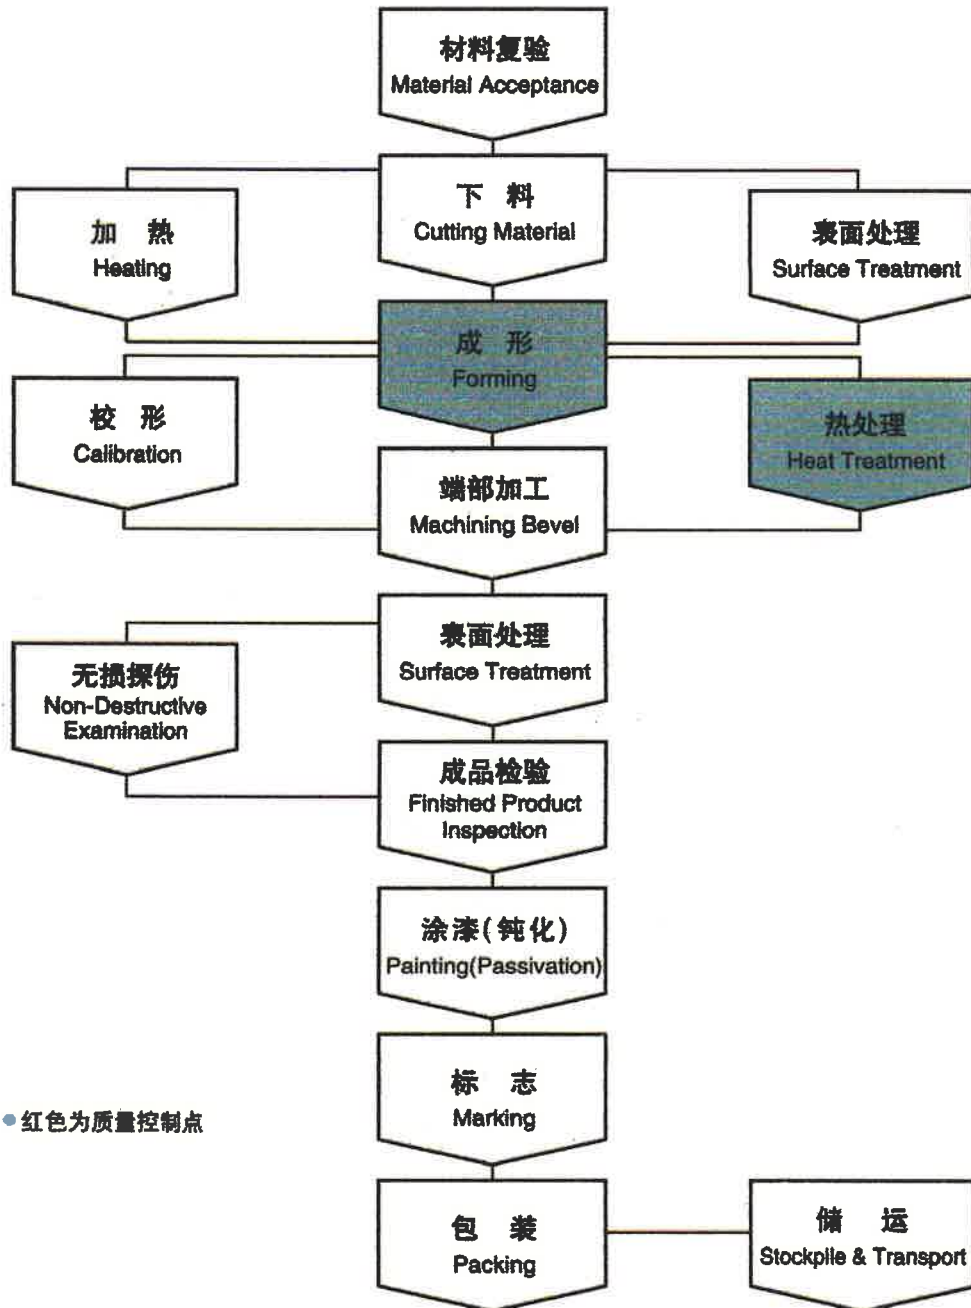 材料复验
Material Acceptance
下 料
Cutting Material
加 热
Heating
表面处理
Surface Treatment
成 形
Forming
校 形
Calibration
热处理
Heat Treatment
端部加工
Machining Bevel
表面处理
Surface Treatment
无损探伤
Non-Destructive
Examination
成品检验
Finished Product
Inspection
涂漆(钝化)
Painting(Passivation)
标 志
Marking
红色为质量控制点
包 装
Packing
储 运
Stockpile & Transport